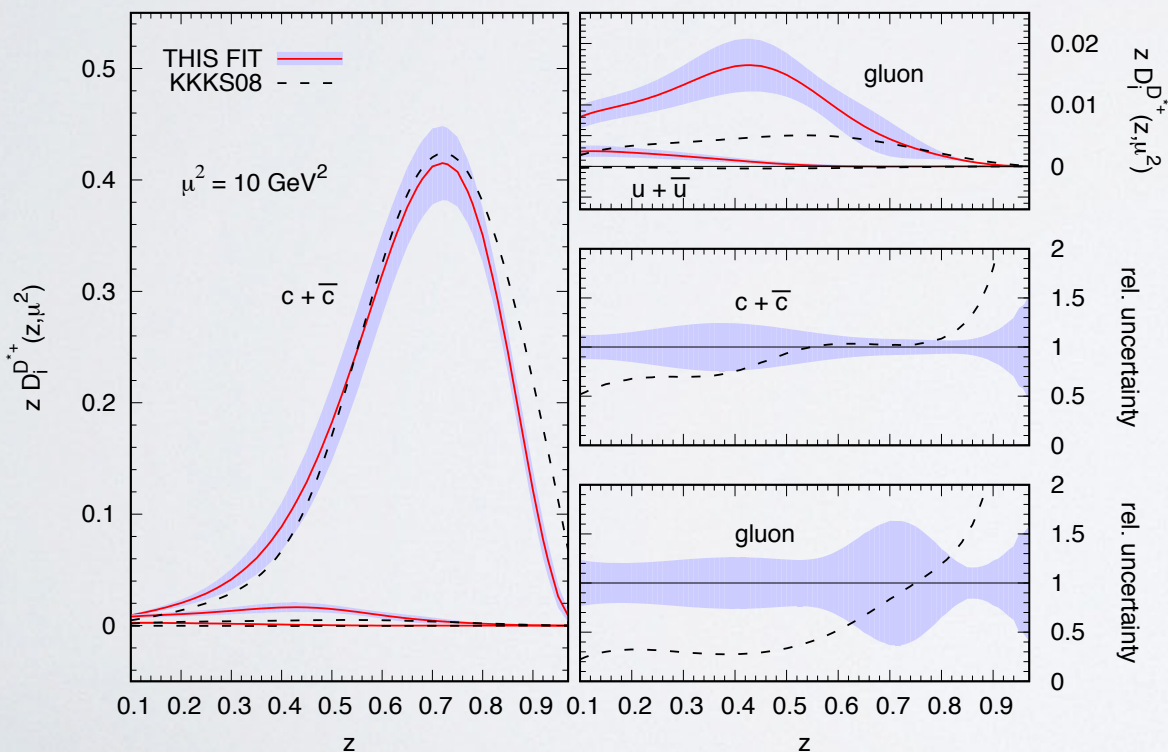 THIS FIT
KKKS08
μ² = 10 GeV²
c + c̅
z D_i^{D*+}(z,μ²)
0.5
0.4
0.3
0.2
0.1
0
0.1 0.2 0.3 0.4 0.5 0.6 0.7 0.8 0.9
z
gluon
u + u̅
0.02
0.01
0
z D_i^{D*+}(z,μ²)
c + c̅
2
1.5
1
0.5
0
rel. uncertainty
gluon
2
1.5
1
0.5
0
rel. uncertainty
0.1 0.2 0.3 0.4 0.5 0.6 0.7 0.8 0.9
z